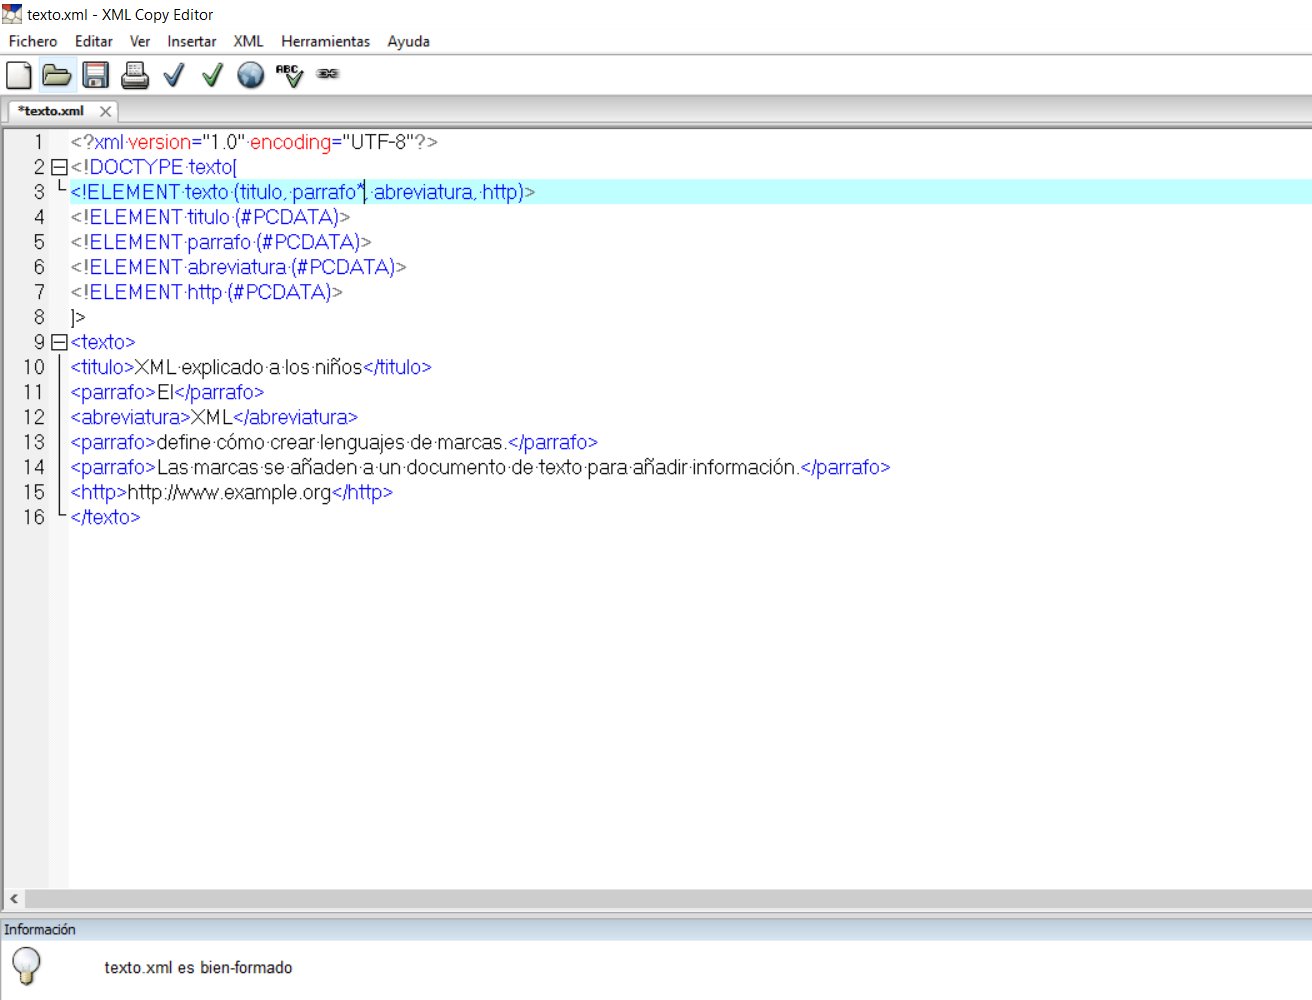 texto.xml - XML Copy Editor
Fichero Editar Ver Insertar XML Herramientas Ayuda
ABC
*texto.xml
1 <?xml version="1.0" encoding="UTF-8"?>
2 <!DOCTYPE texto[
3 <!ELEMENT texto (titulo, parrafo*, abreviatura, http)>
4 <!ELEMENT titulo (#PCDATA)>
5 <!ELEMENT parrafo (#PCDATA)>
6 <!ELEMENT abreviatura (#PCDATA)>
7 <!ELEMENT http (#PCDATA)>
8 ]>
9 <texto>
10 <titulo>XML explicado a los niños</titulo>
11 <parrafo>El</parrafo>
12 <abreviatura>XML</abreviatura>
13 <parrafo>define cómo crear lenguajes de marcas.</parrafo>
14 <parrafo>Las marcas se añaden a un documento de texto para añadir información.</parrafo>
15 <http>http://www.example.org</http>
16 </texto>
Información
texto.xml es bien-formado